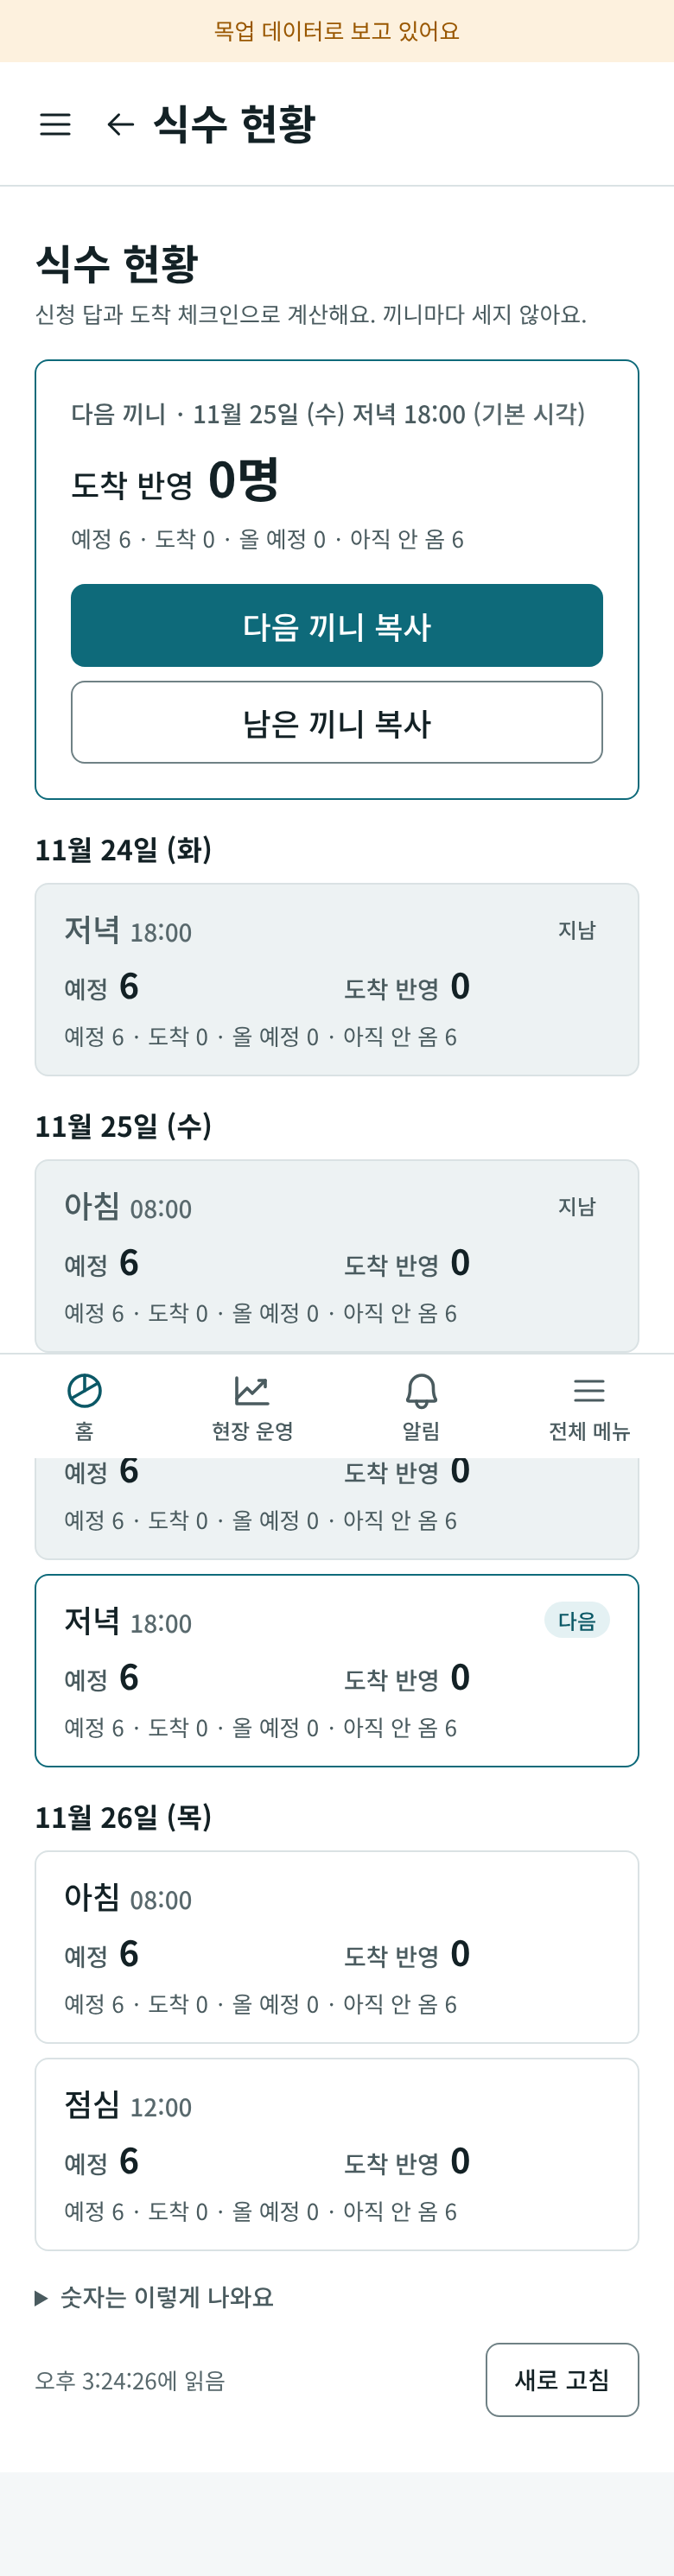 목업 데이터로 보고 있어요
식수 현황
식수 현황
신청 답과 도착 체크인으로 계산해요. 끼니마다 세지 않아요.
다음 끼니 · 11월 25일 (수) 저녁 18:00 (기본 시각)
도착 반영 0명
예정 6 · 도착 0 · 올 예정 0 · 아직 안 옴 6
다음 끼니 복사
남은 끼니 복사
11월 24일 (화)
저녁 18:00 지남
예정 6 도착 반영 0
예정 6 · 도착 0 · 올 예정 0 · 아직 안 옴 6
11월 25일 (수)
아침 08:00 지남
예정 6 도착 반영 0
예정 6 · 도착 0 · 올 예정 0 · 아직 안 옴 6
홈 현장 운영 알림 전체 메뉴
예정 6 도착 반영 0
예정 6 · 도착 0 · 올 예정 0 · 아직 안 옴 6
저녁 18:00 다음
예정 6 도착 반영 0
예정 6 · 도착 0 · 올 예정 0 · 아직 안 옴 6
11월 26일 (목)
아침 08:00
예정 6 도착 반영 0
예정 6 · 도착 0 · 올 예정 0 · 아직 안 옴 6
점심 12:00
예정 6 도착 반영 0
예정 6 · 도착 0 · 올 예정 0 · 아직 안 옴 6
▶ 숫자는 이렇게 나와요
오후 3:24:26에 읽음 새로 고침